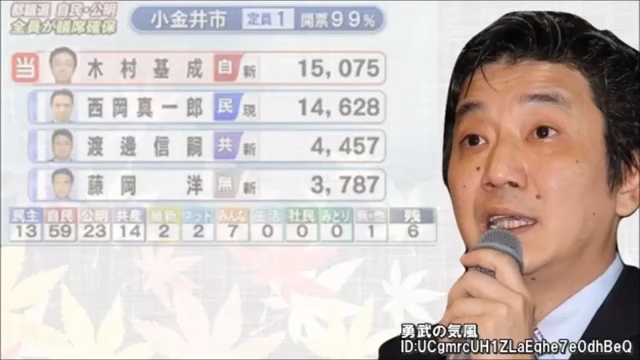 都議選 自民・公明
全員が議席確保
小金井市 定員1 開票99%
当 木村基成 自 新 15,075
西岡真一郎 民 現 14,628
渡邊信嗣 共 新 4,457
藤岡 洋 無 新 3,787
民主 自民 公明 共産 維新 ネット みんな 生活 社民 みどり 無・他 残
13 59 23 14 2 2 7 0 0 0 1 6
勇武の気風
ID:UCgmrcUH1ZLaEqhe7eOdhBeQ